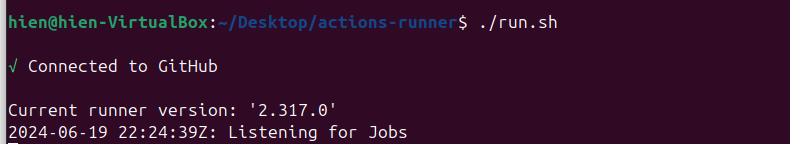 hien@hien-VirtualBox:~/Desktop/actions-runner$ ./run.sh
√ Connected to GitHub
Current runner version: '2.317.0'
2024-06-19 22:24:39Z: Listening for Jobs